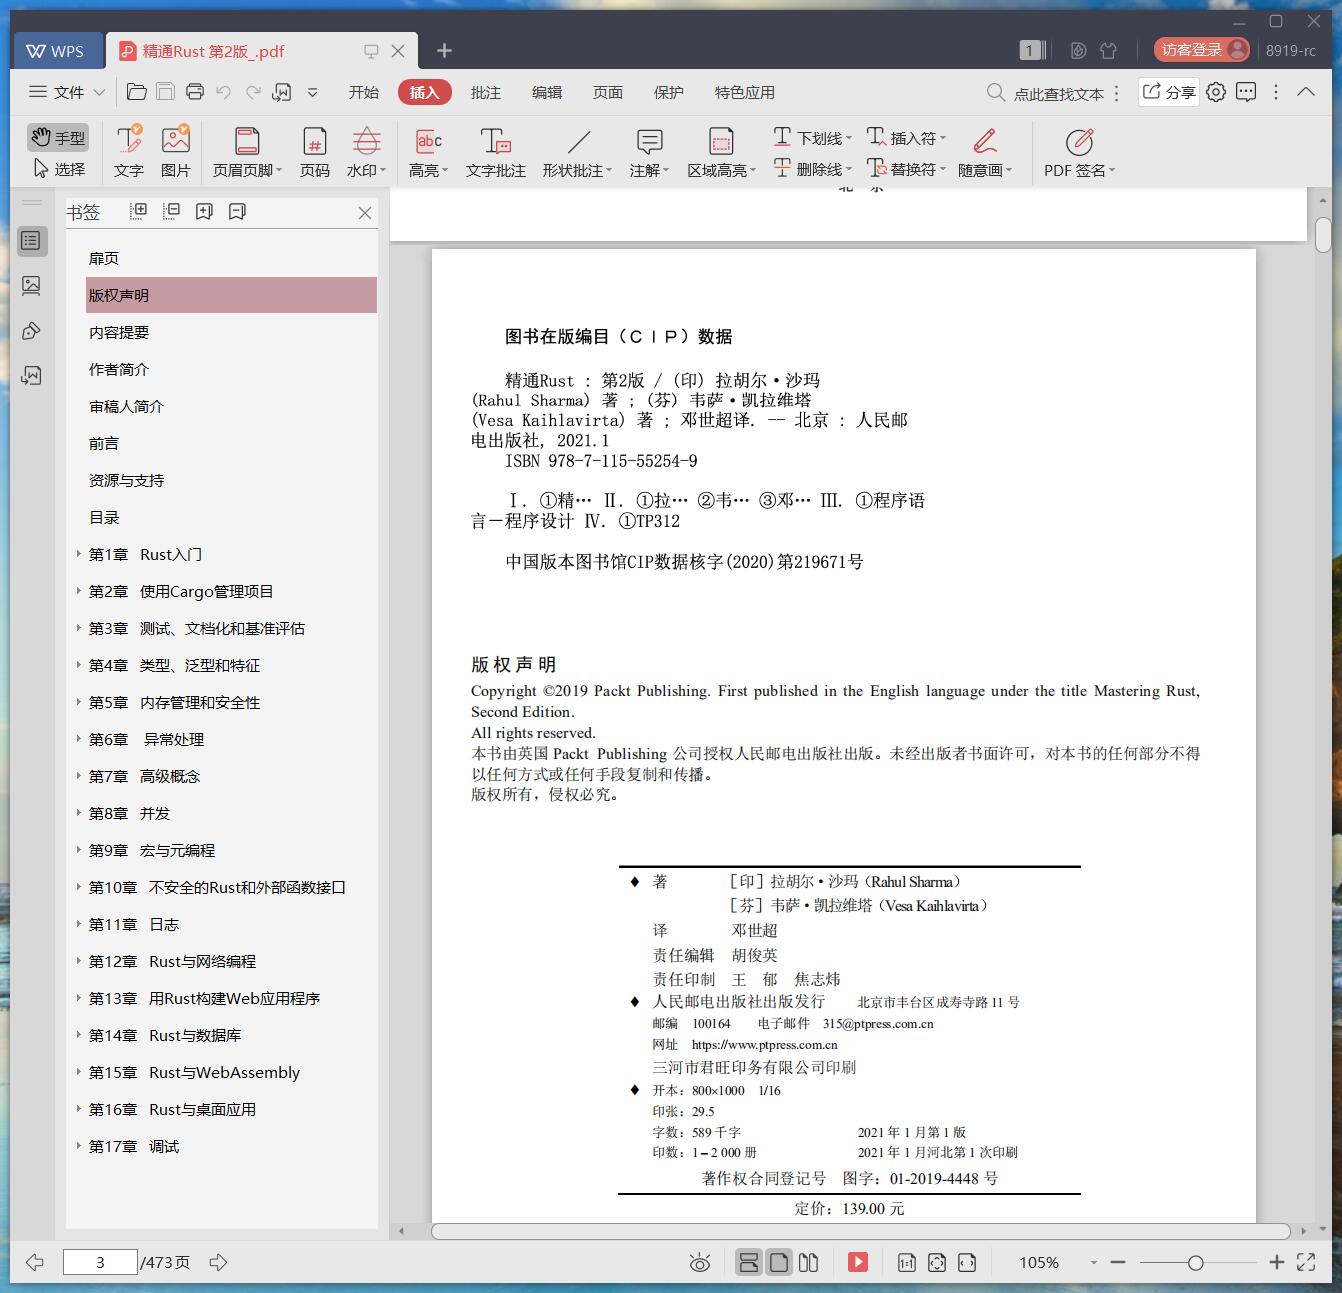 WPS 精通Rust 第2版_.pdf 1 访客登录 8919-rc
文件 开始 插入 批注 编辑 页面 保护 特色应用 点此查找文本 分享
手型 选择 文字 图片 页眉页脚 页码 水印 高亮 文字批注 形状批注 注解 区域高亮 下划线 删除线 插入符 替换符 随意画 PDF 签名
书签
扉页
版权声明
内容提要
作者简介
审稿人简介
前言
资源与支持
目录
第1章 Rust入门
第2章 使用Cargo管理项目
第3章 测试、文档化和基准评估
第4章 类型、泛型和特征
第5章 内存管理和安全性
第6章 异常处理
第7章 高级概念
第8章 并发
第9章 宏与元编程
第10章 不安全的Rust和外部函数接口
第11章 日志
第12章 Rust与网络编程
第13章 用Rust构建Web应用程序
第14章 Rust与数据库
第15章 Rust与WebAssembly
第16章 Rust与桌面应用
第17章 调试
图书在版编目（CIP）数据
精通Rust : 第2版 / (印) 拉胡尔·沙玛
(Rahul Sharma) 著 ; (芬) 韦萨·凯拉维塔
(Vesa Kaihlavirta) 著 ; 邓世超译. -- 北京 : 人民邮
电出版社, 2021.1
ISBN 978-7-115-55254-9
Ⅰ. ①精… Ⅱ. ①拉… ②韦… ③邓… Ⅲ. ①程序语
言－程序设计 Ⅳ. ①TP312
中国版本图书馆CIP数据核字(2020)第219671号
版权声明
Copyright ©2019 Packt Publishing. First published in the English language under the title Mastering Rust,
Second Edition.
All rights reserved.
本书由英国 Packt Publishing 公司授权人民邮电出版社出版。未经出版者书面许可，对本书的任何部分不得
以任何方式或任何手段复制和传播。
版权所有，侵权必究。
♦ 著 [印] 拉胡尔·沙玛（Rahul Sharma）
[芬] 韦萨·凯拉维塔（Vesa Kaihlavirta）
译 邓世超
责任编辑 胡俊英
责任印制 王 郁 焦志炜
♦ 人民邮电出版社出版发行 北京市丰台区成寿寺路 11 号
邮编 100164 电子邮件 315@ptpress.com.cn
网址 https://www.ptpress.com.cn
三河市君旺印务有限公司印刷
♦ 开本：800×1000 1/16
印张：29.5
字数：589 千字 2021 年 1 月第 1 版
印数：1－2 000 册 2021 年 1 月河北第 1 次印刷
著作权合同登记号 图字：01-2019-4448 号
定价：139.00 元
3 /473页 105%